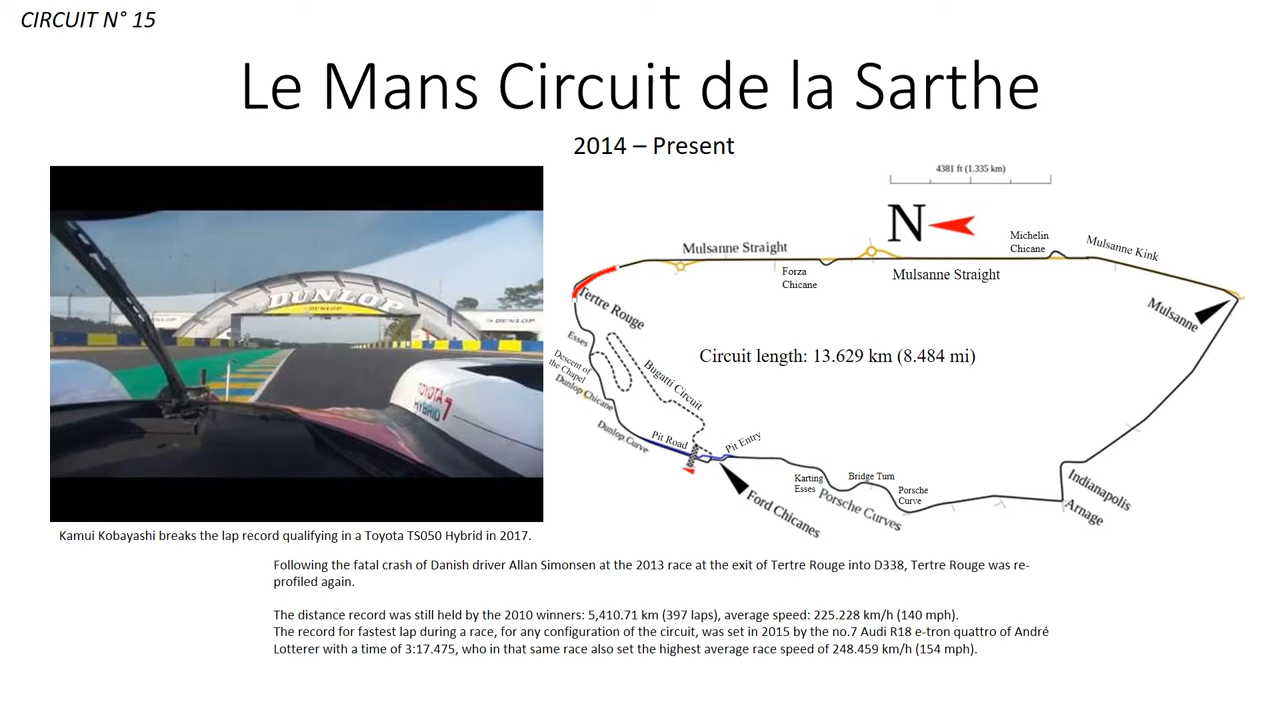 CIRCUIT N° 15
Le Mans Circuit de la Sarthe
2014 – Present
4381 ft (1.335 km)
N
Michelin
Chicane
Mulsanne Kink
Mulsanne Straight
Forza
Chicane
Mulsanne Straight
Tertre Rouge
Mulsanne
Esses
Descent of
the Chapel
Dunlop Chicane
Bugatti Circuit
Circuit length: 13.629 km (8.484 mi)
Dunlop Curve
Pit Road
Pit Entry
Ford Chicanes
Karting
Esses
Bridge Turn
Porsche
Curve
Porsche Curves
Indianapolis
Arnage
DUNLOP
DUNLOP
DUNLOP
TOYOTA
HYBRID 7
Kamui Kobayashi breaks the lap record qualifying in a Toyota TS050 Hybrid in 2017.
Following the fatal crash of Danish driver Allan Simonsen at the 2013 race at the exit of Tertre Rouge into D338, Tertre Rouge was re-
profiled again.
The distance record was still held by the 2010 winners: 5,410.71 km (397 laps), average speed: 225.228 km/h (140 mph).
The record for fastest lap during a race, for any configuration of the circuit, was set in 2015 by the no.7 Audi R18 e-tron quattro of André
Lotterer with a time of 3:17.475, who in that same race also set the highest average race speed of 248.459 km/h (154 mph).